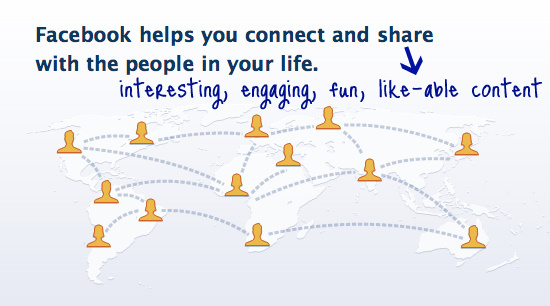 Facebook helps you connect and share
with the people in your life.
interesting, engaging, fun, like-able content